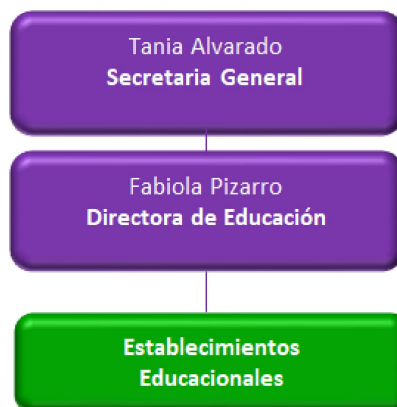 Tania Alvarado
Secretaria General
Fabiola Pizarro
Directora de Educación
Establecimientos
Educacionales